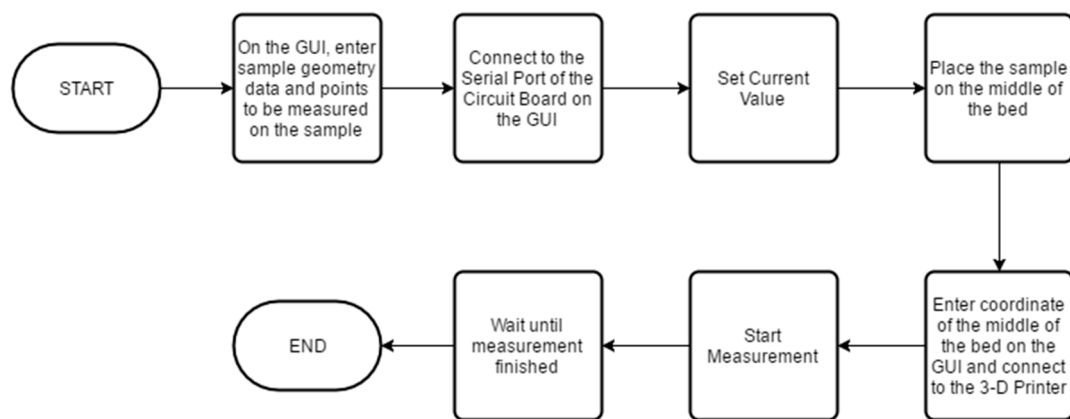 START
On the GUI, enter
sample geometry
data and points
to be measured
on the sample
Connect to the
Serial Port of the
Circuit Board on
the GUI
Set Current
Value
Place the sample
on the middle of
the bed
Enter coordinate
of the middle of
the bed on the
GUI and connect
to the 3-D Printer
Start
Measurement
Wait until
measurement
finished
END